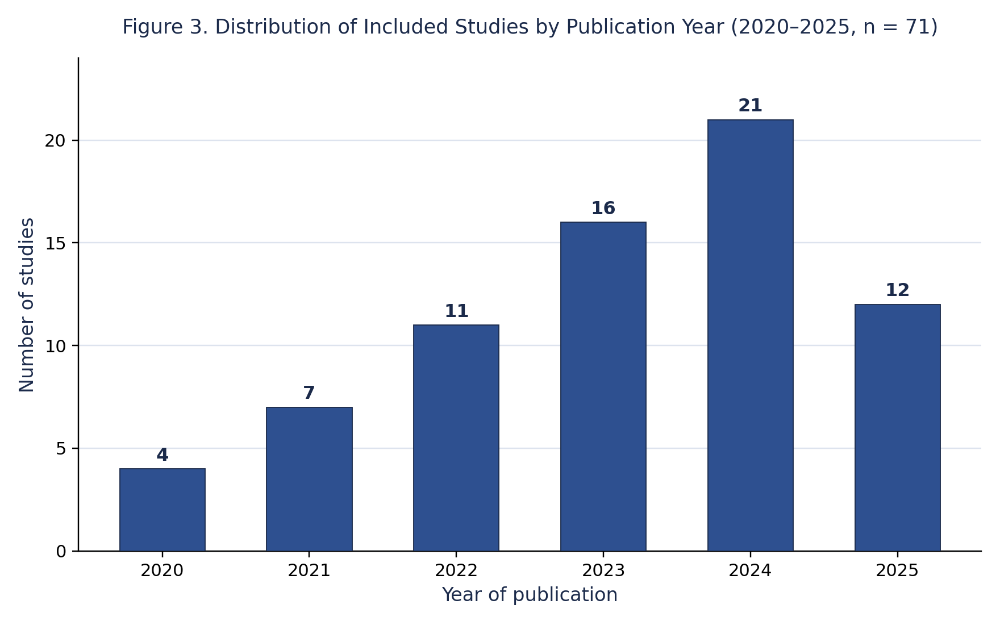 Figure 3. Distribution of Included Studies by Publication Year (2020–2025, n = 71)
Number of studies
20
15
10
5
0
4
7
11
16
21
12
2020 2021 2022 2023 2024 2025
Year of publication